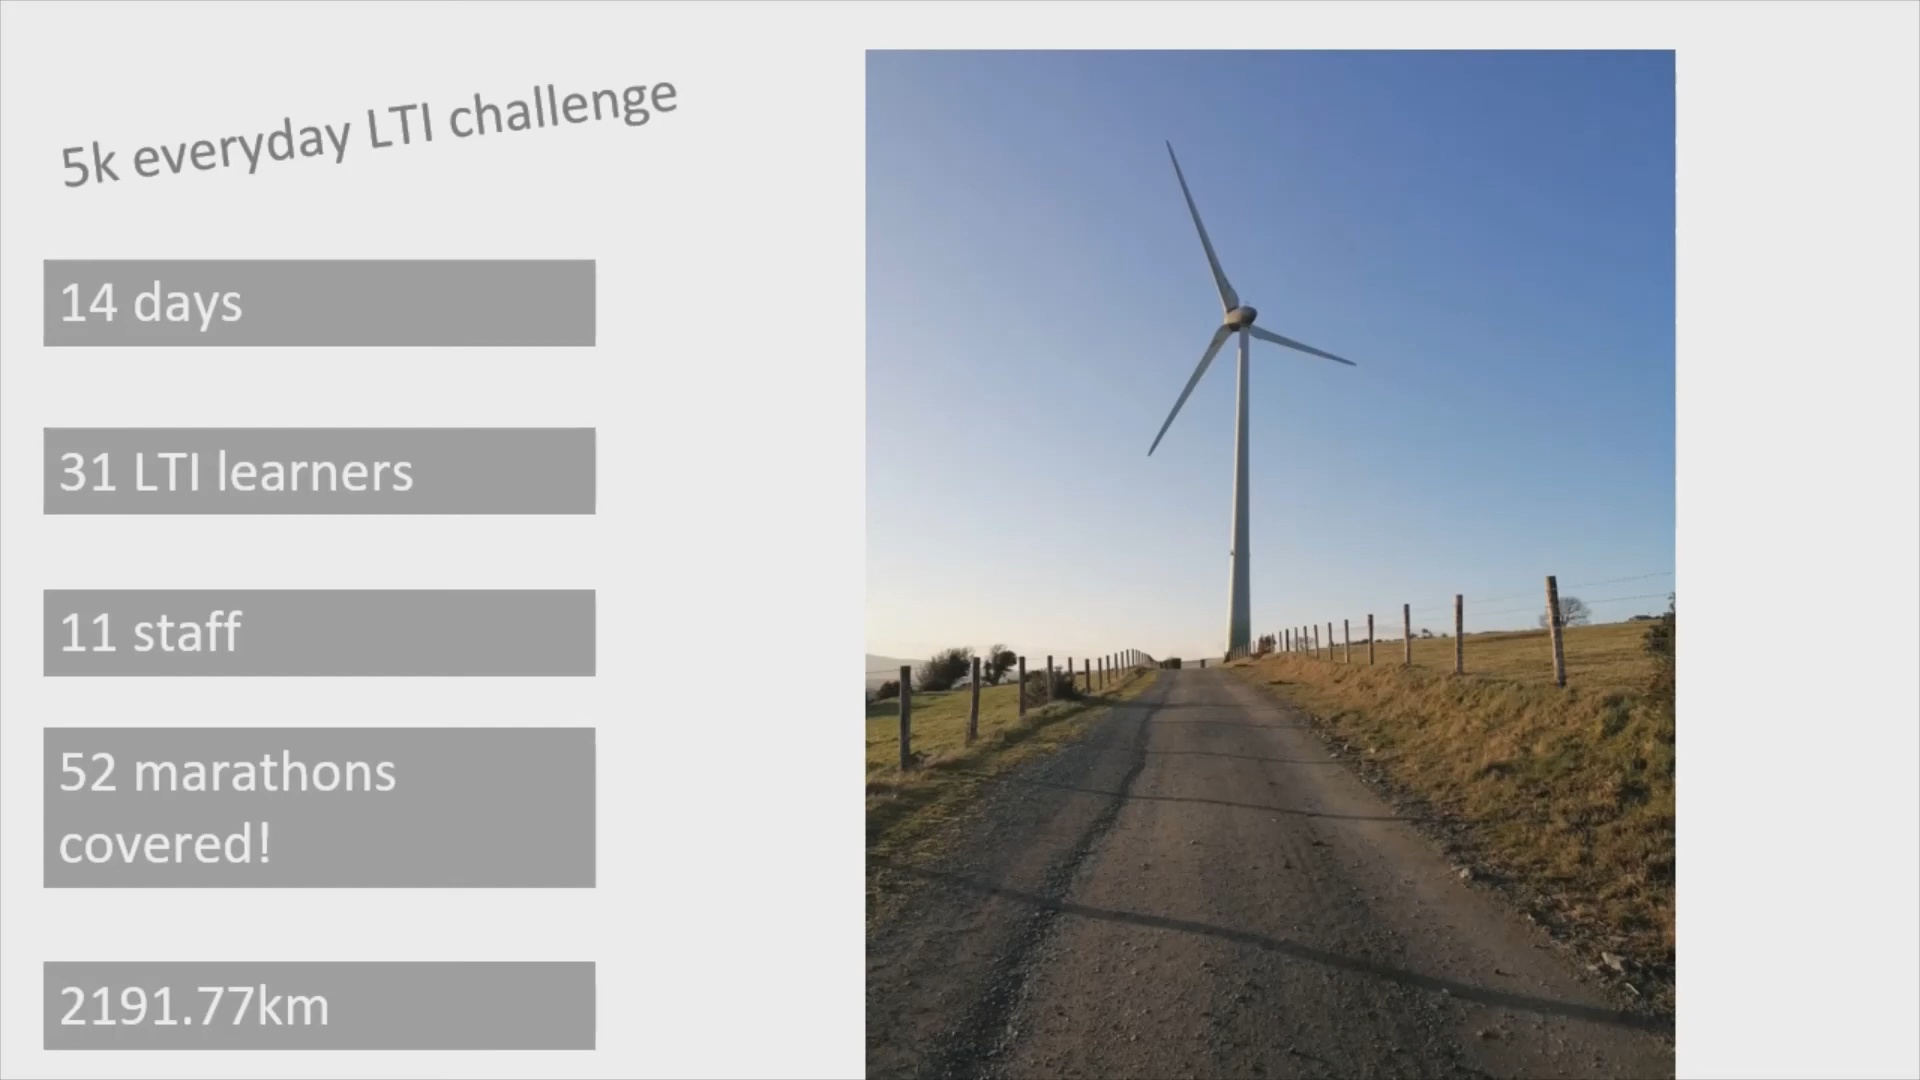 5k everyday LTI challenge
14 days
31 LTI learners
11 staff
52 marathons
covered!
2191.77km